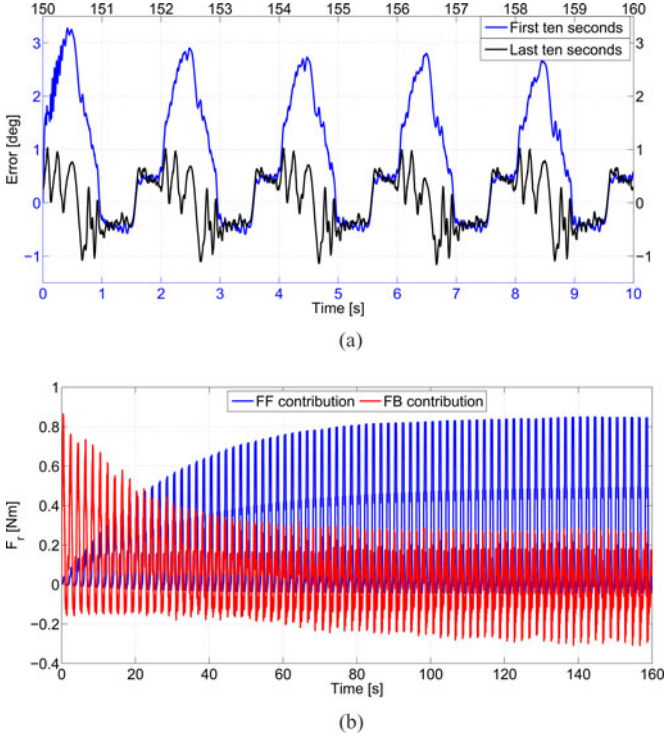 150 151 152 153 154 155 156 157 158 159 160
First ten seconds
Last ten seconds
3 3
2 2
1 1
0 0
−1 −1
Error [deg]
0 1 2 3 4 5 6 7 8 9 10
Time [s]
(a)
1
FF contribution FB contribution
0.8
0.6
0.4
0.2
0
−0.2
−0.4
Fr [Nm]
0 20 40 60 80 100 120 140 160
Time [s]
(b)